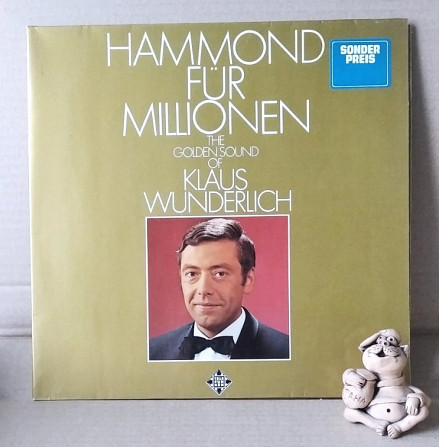 HAMMOND
FÜR
MILLIONEN
THE
GOLDEN SOUND
OF
KLAUS
WUNDERLICH
SONDER
PREIS